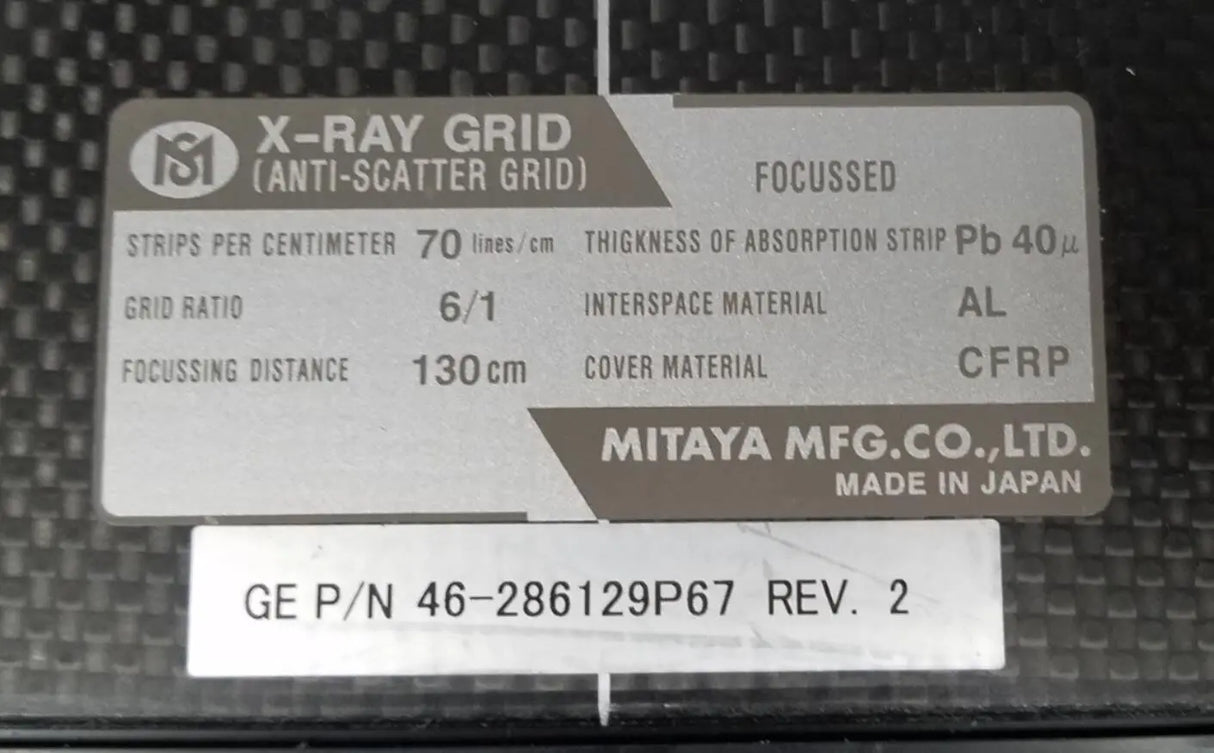 MS
X-RAY GRID
(ANTI-SCATTER GRID)
FOCUSSED
STRIPS PER CENTIMETER 70 lines/cm
THIGKNESS OF ABSORPTION STRIP Pb 40μ
GRID RATIO 6/1
INTERSPACE MATERIAL AL
FOCUSSING DISTANCE 130cm
COVER MATERIAL CFRP
MITAYA MFG.CO.,LTD.
MADE IN JAPAN
GE P/N 46-286129P67 REV. 2